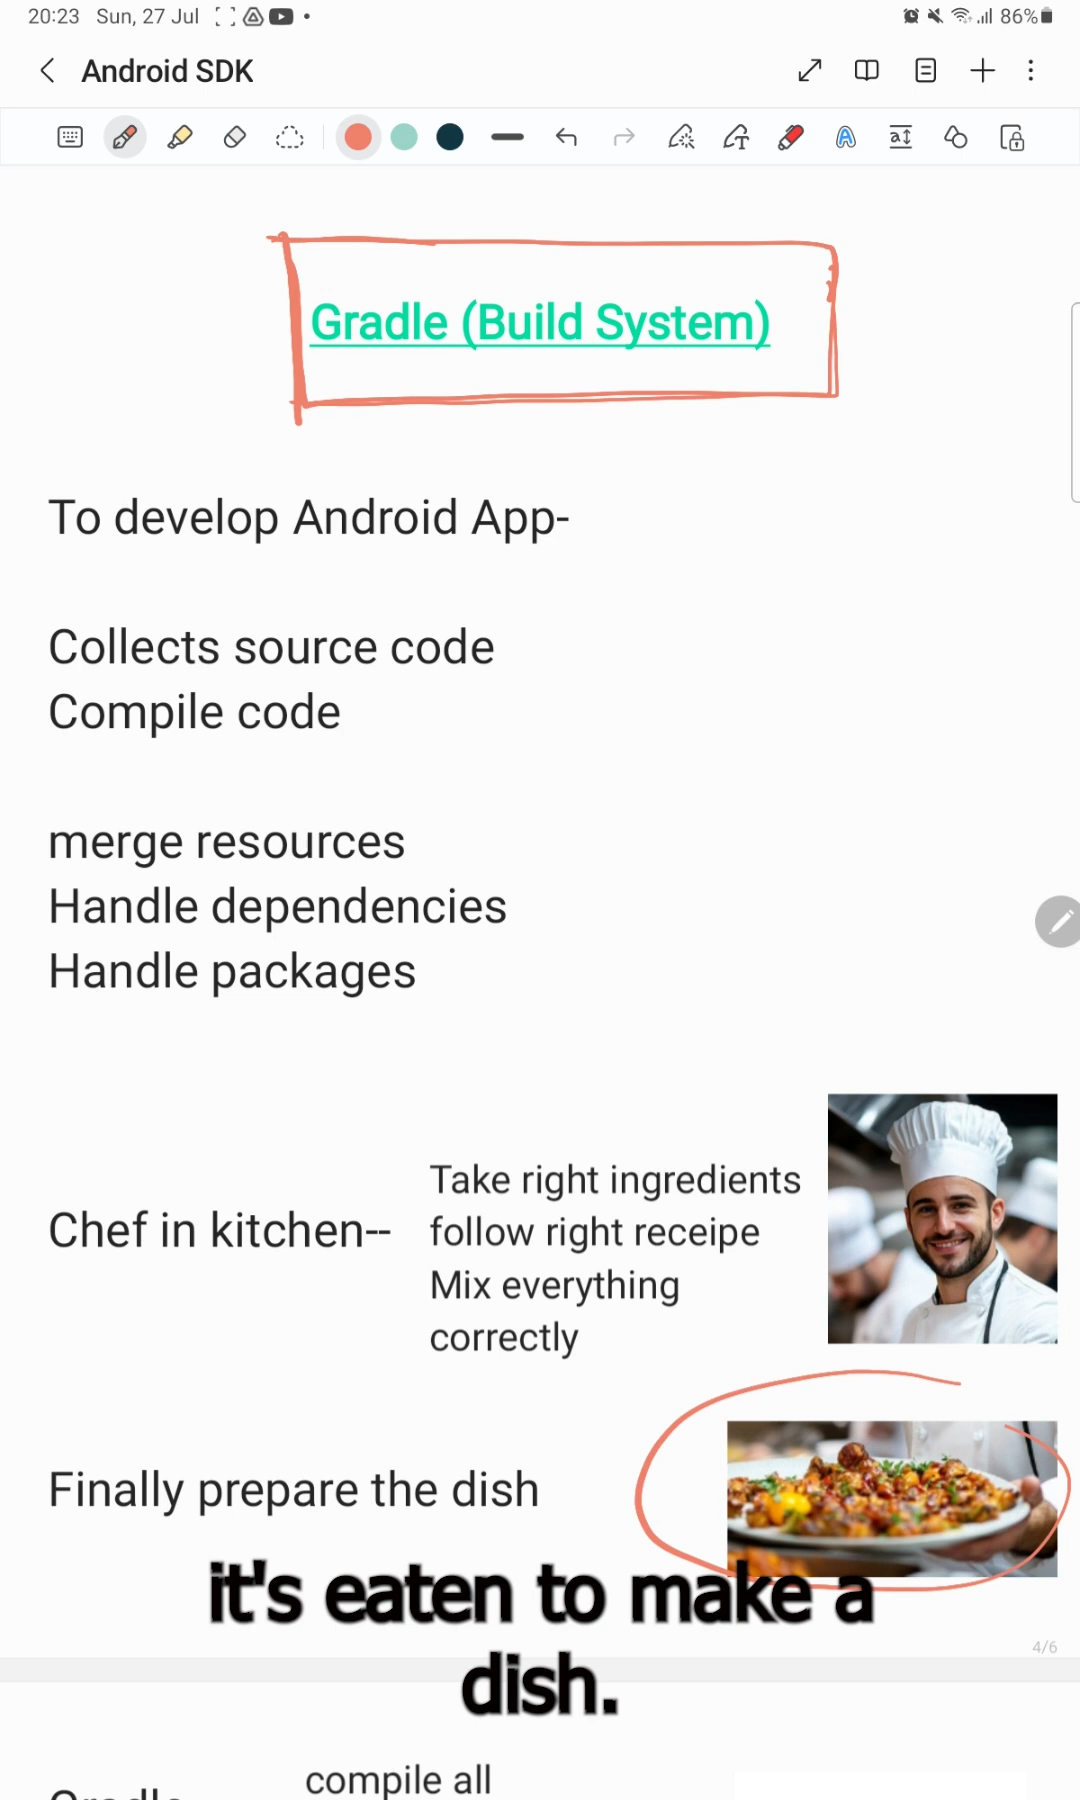 20:23 Sun, 27 Jul 86%
Android SDK
Gradle (Build System)
To develop Android App-
Collects source code
Compile code
merge resources
Handle dependencies
Handle packages
Chef in kitchen--
Take right ingredients
follow right receipe
Mix everything
correctly
Finally prepare the dish
it's eaten to make a
dish.
4/6
compile all